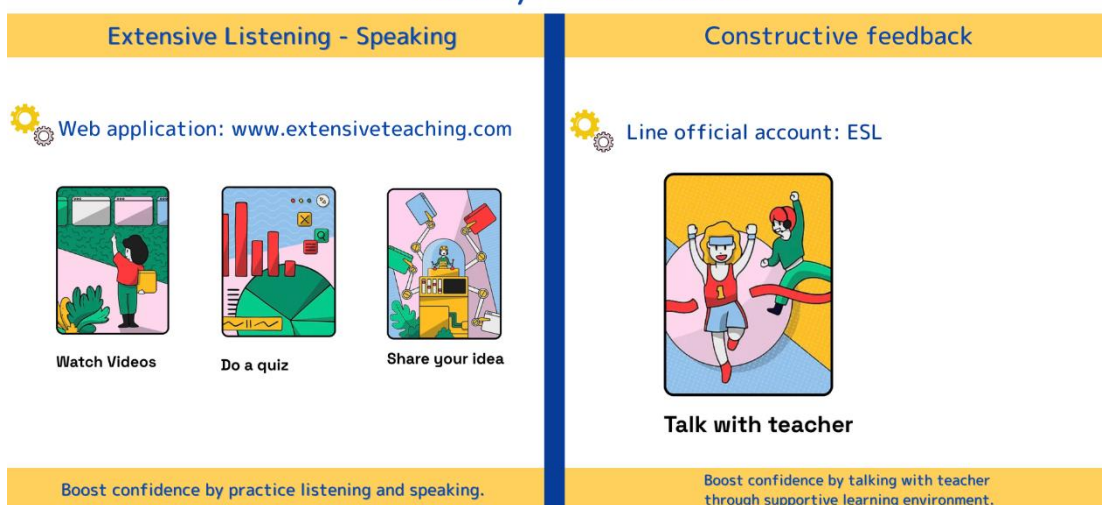 Extensive Listening - Speaking
Web application: www.extensiveteaching.com
Watch Videos
Do a quiz
Share your idea
Boost confidence by practice listening and speaking.
Constructive feedback
Line official account: ESL
1
Talk with teacher
Boost confidence by talking with teacher
through supportive learning environment.